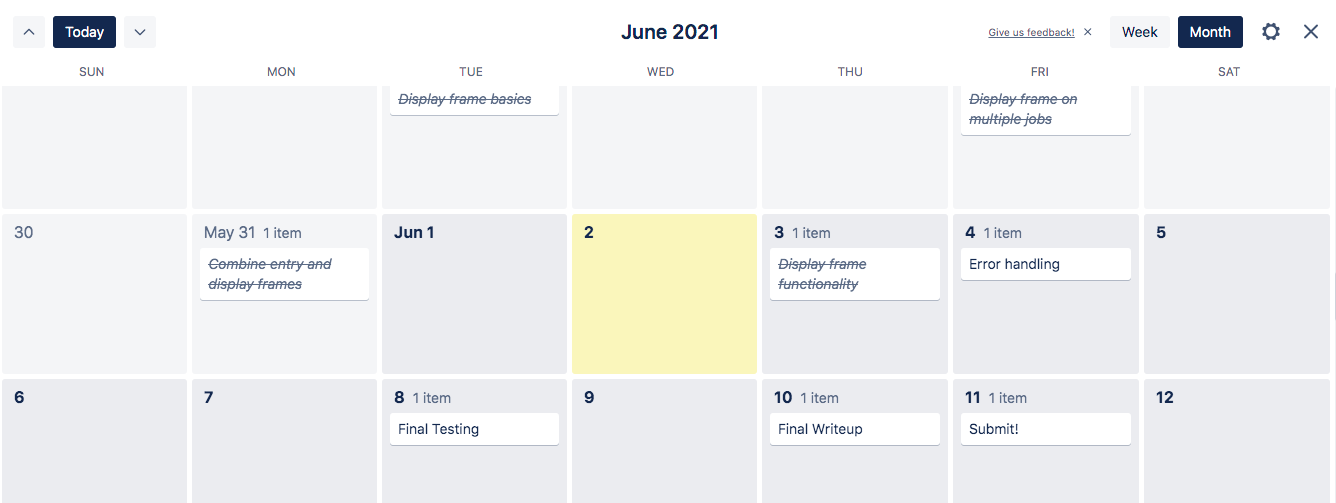 Today
June 2021
Give us feedback! ×
Week
Month
SUN MON TUE WED THU FRI SAT
Display frame basics
Display frame on
multiple jobs
30
May 31 1 item
Combine entry and
display frames
Jun 1
2
3 1 item
Display frame
functionality
4 1 item
Error handling
5
6
7
8 1 item
Final Testing
9
10 1 item
Final Writeup
11 1 item
Submit!
12